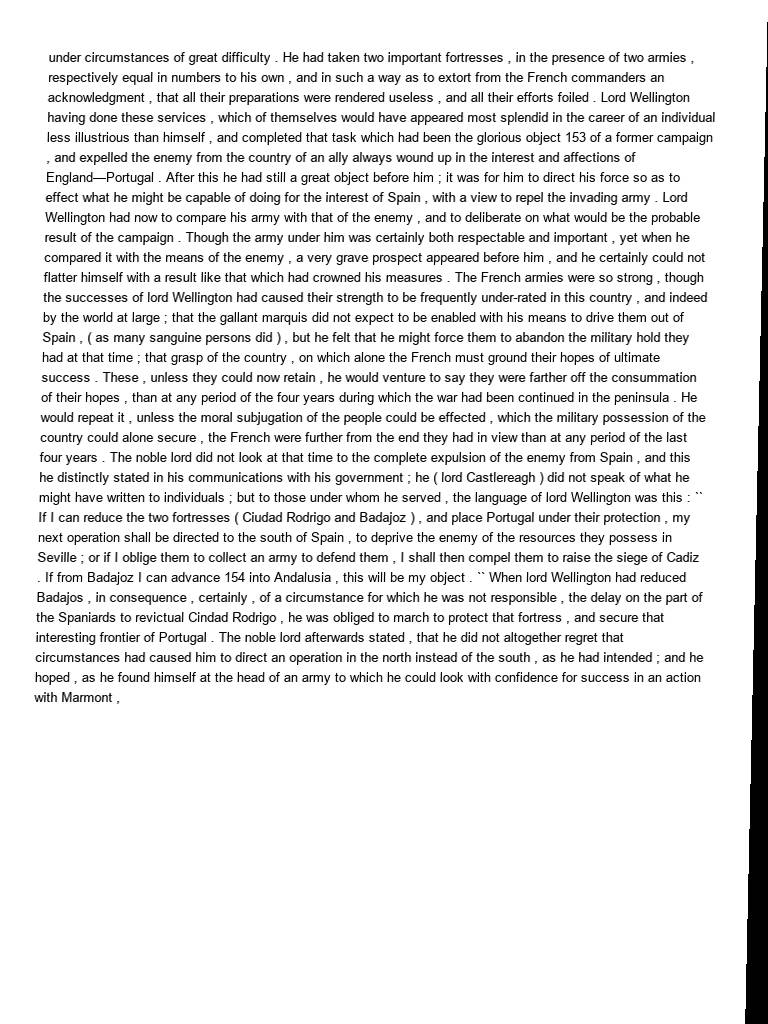 under circumstances of great difficulty . He had taken two important fortresses , in the presence of two armies ,
respectively equal in numbers to his own , and in such a way as to extort from the French commanders an
acknowledgment , that all their preparations were rendered useless , and all their efforts foiled . Lord Wellington
having done these services , which of themselves would have appeared most splendid in the career of an individual
less illustrious than himself , and completed that task which had been the glorious object 153 of a former campaign
, and expelled the enemy from the country of an ally always wound up in the interest and affections of
England—Portugal . After this he had still a great object before him ; it was for him to direct his force so as to
effect what he might be capable of doing for the interest of Spain , with a view to repel the invading army . Lord
Wellington had now to compare his army with that of the enemy , and to deliberate on what would be the probable
result of the campaign . Though the army under him was certainly both respectable and important , yet when he
compared it with the means of the enemy , a very grave prospect appeared before him , and he certainly could not
flatter himself with a result like that which had crowned his measures . The French armies were so strong , though
the successes of lord Wellington had caused their strength to be frequently under-rated in this country , and indeed
by the world at large ; that the gallant marquis did not expect to be enabled with his means to drive them out of
Spain , ( as many sanguine persons did ) , but he felt that he might force them to abandon the military hold they
had at that time ; that grasp of the country , on which alone the French must ground their hopes of ultimate
success . These , unless they could now retain , he would venture to say they were farther off the consummation
of their hopes , than at any period of the four years during which the war had been continued in the peninsula . He
would repeat it , unless the moral subjugation of the people could be effected , which the military possession of the
country could alone secure , the French were further from the end they had in view than at any period of the last
four years . The noble lord did not look at that time to the complete expulsion of the enemy from Spain , and this
he distinctly stated in his communications with his government ; he ( lord Castlereagh ) did not speak of what he
might have written to individuals ; but to those under whom he served , the language of lord Wellington was this : ``
If I can reduce the two fortresses ( Ciudad Rodrigo and Badajoz ) , and place Portugal under their protection , my
next operation shall be directed to the south of Spain , to deprive the enemy of the resources they possess in
Seville ; or if I oblige them to collect an army to defend them , I shall then compel them to raise the siege of Cadiz
. If from Badajoz I can advance 154 into Andalusia , this will be my object . `` When lord Wellington had reduced
Badajos , in consequence , certainly , of a circumstance for which he was not responsible , the delay on the part of
the Spaniards to revictual Cindad Rodrigo , he was obliged to march to protect that fortress , and secure that
interesting frontier of Portugal . The noble lord afterwards stated , that he did not altogether regret that
circumstances had caused him to direct an operation in the north instead of the south , as he had intended ; and he
hoped , as he found himself at the head of an army to which he could look with confidence for success in an action
with Marmont ,